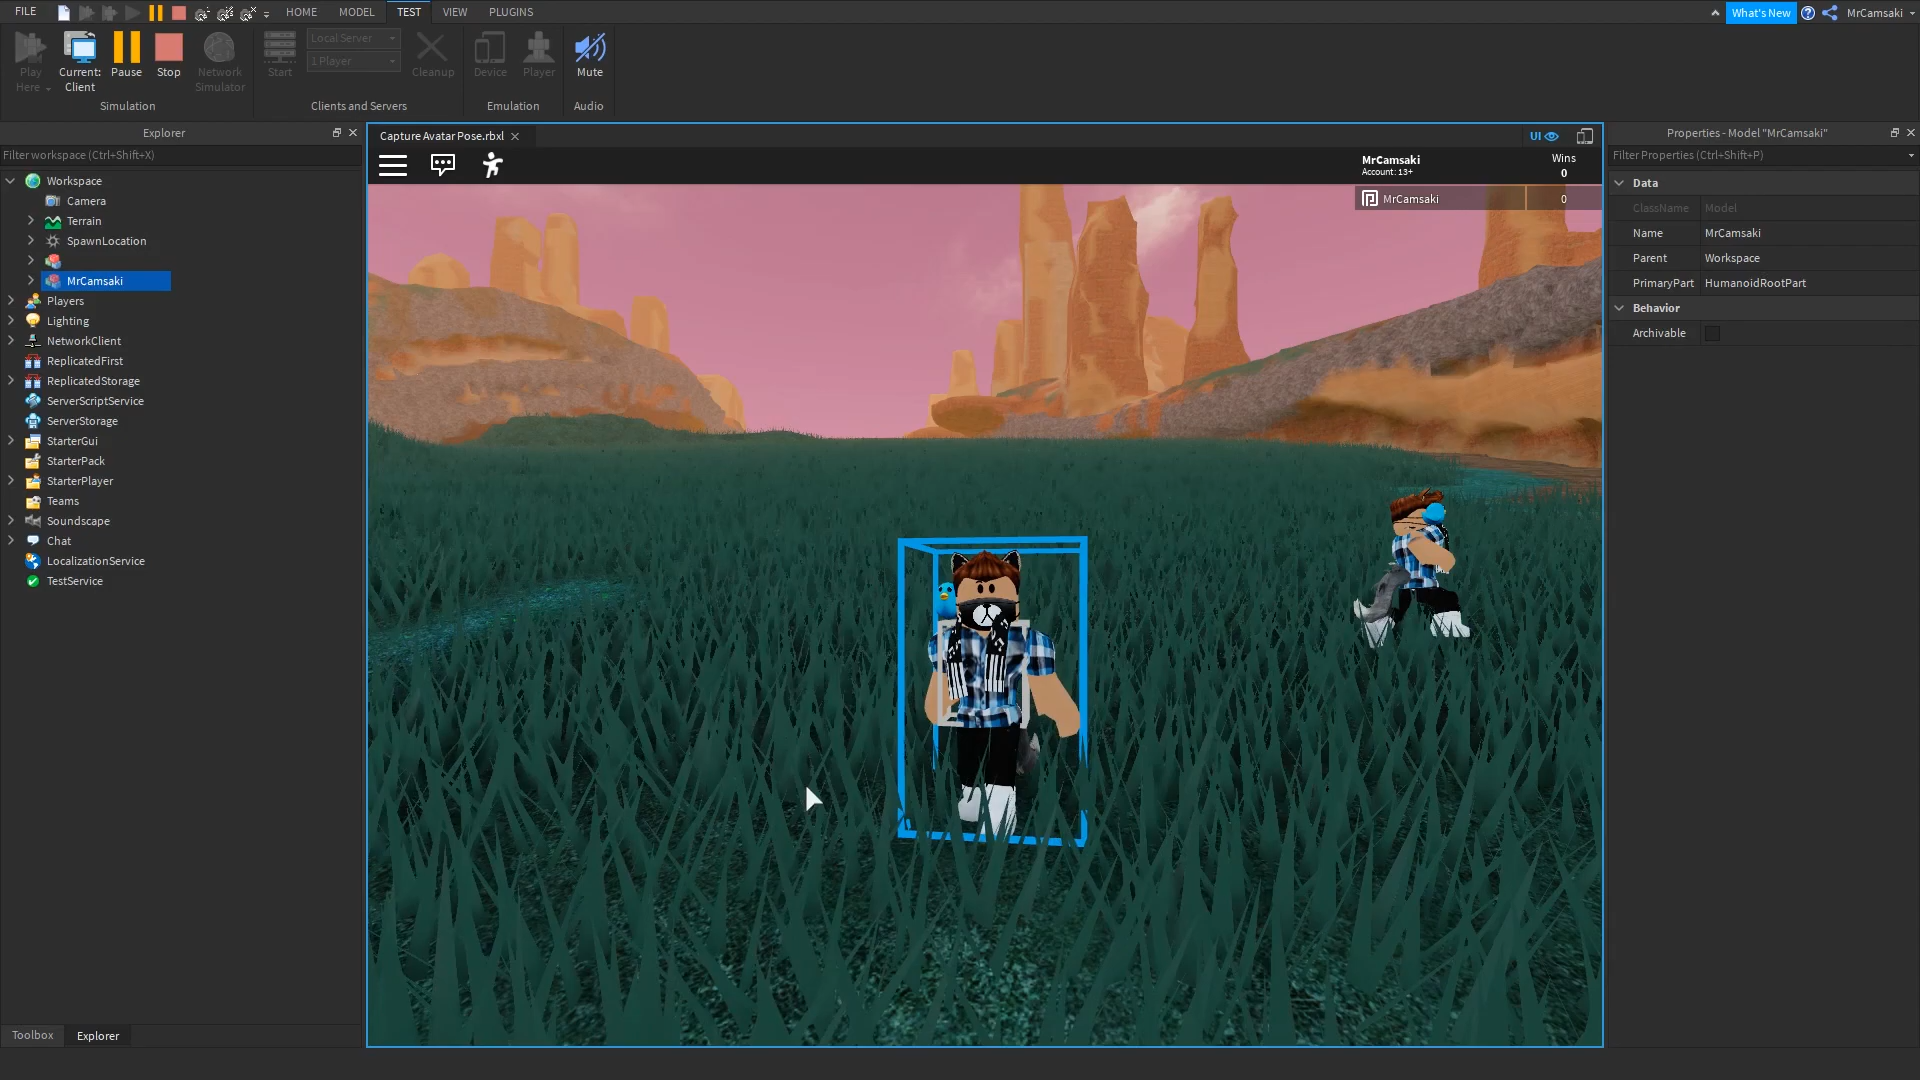 FILE
HOME
MODEL
TEST
VIEW
PLUGINS
What's New
MrCamsaki
Play
Here
Current:
Client
Pause
Stop
Network
Simulator
Simulation
Start
Local Server
1 Player
Cleanup
Clients and Servers
Device
Player
Emulation
Mute
Audio
Explorer
Filter workspace (Ctrl+Shift+X)
Workspace
Camera
Terrain
SpawnLocation
MrCamsaki
Players
Lighting
NetworkClient
ReplicatedFirst
ReplicatedStorage
ServerScriptService
ServerStorage
StarterGui
StarterPack
StarterPlayer
Teams
Soundscape
Chat
LocalizationService
TestService
Toolbox
Explorer
Capture Avatar Pose.rbxl
UI
MrCamsaki
Account: 13+
Wins
0
MrCamsaki
0
Properties - Model "MrCamsaki"
Filter Properties (Ctrl+Shift+P)
Data
ClassName Model
Name MrCamsaki
Parent Workspace
PrimaryPart HumanoidRootPart
Behavior
Archivable